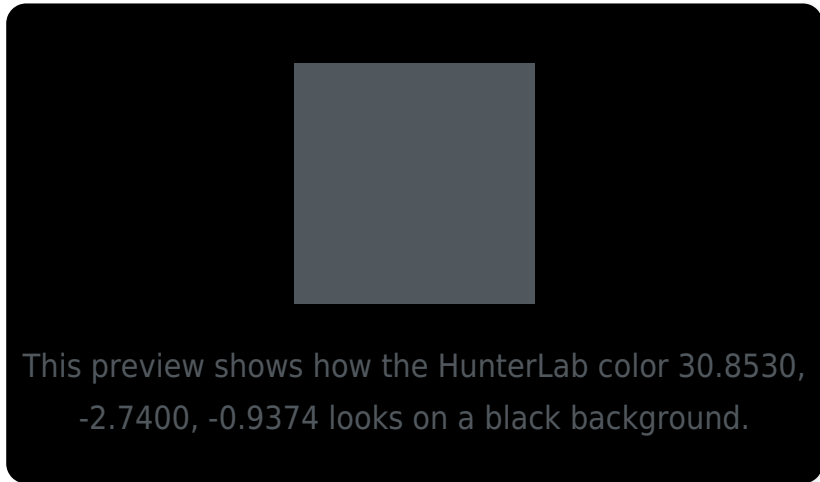 This preview shows how the HunterLab color 30.8530,
-2.7400, -0.9374 looks on a black background.